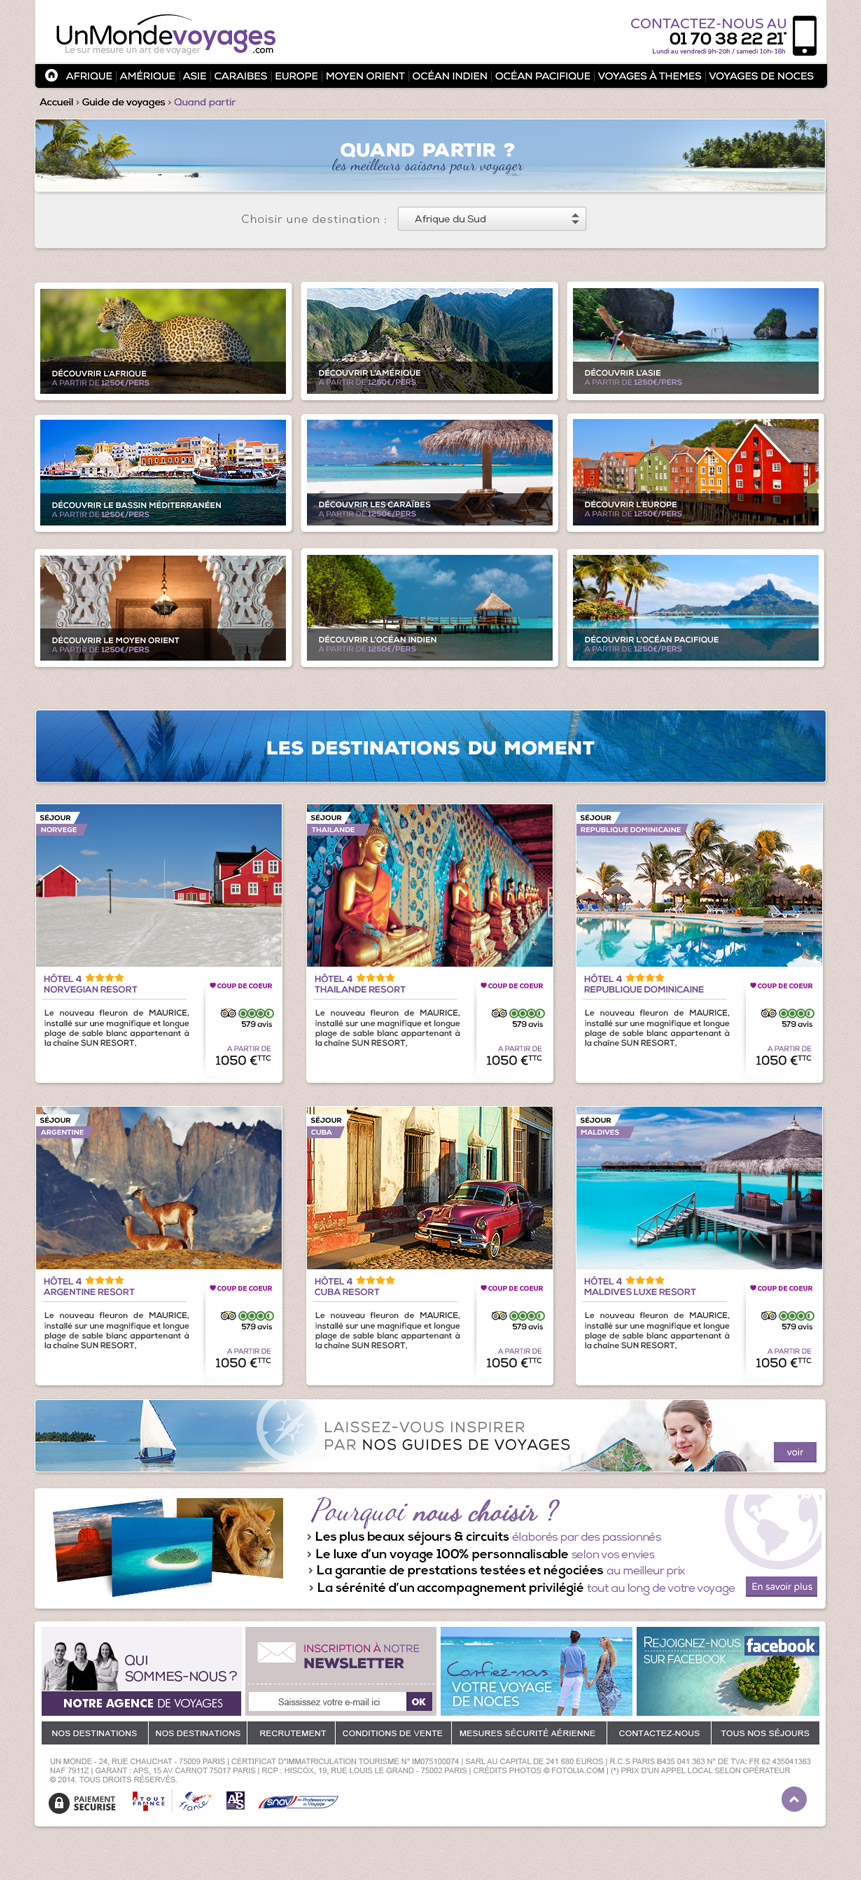 UnMondevoyages
.com
Le sur mesure un art de voyager
CONTACTEZ-NOUS AU
01 70 38 22 21*
Lundi au vendredi 9h-20h / samedi 10h-18h
AFRIQUE | AMÉRIQUE | ASIE | CARAIBES | EUROPE | MOYEN ORIENT | OCÉAN INDIEN | OCÉAN PACIFIQUE | VOYAGES À THEMES | VOYAGES DE NOCES
Accueil > Guide de voyages > Quand partir
QUAND PARTIR ?
les meilleurs saisons pour voyager
Choisir une destination :
Afrique du Sud
DÉCOUVRIR L'AFRIQUE
A PARTIR DE 1250€/PERS
DÉCOUVRIR L'AMÉRIQUE
A PARTIR DE 1250€/PERS
DÉCOUVRIR L'ASIE
A PARTIR DE 1250€/PERS
DÉCOUVRIR LE BASSIN MÉDITERRANÉEN
A PARTIR DE 1250€/PERS
DÉCOUVRIR LES CARAÏBES
A PARTIR DE 1250€/PERS
DÉCOUVRIR L'EUROPE
A PARTIR DE 1250€/PERS
DÉCOUVRIR LE MOYEN ORIENT
A PARTIR DE 1250€/PERS
DÉCOUVRIR L'OCÉAN INDIEN
A PARTIR DE 1250€/PERS
DÉCOUVRIR L'OCÉAN PACIFIQUE
A PARTIR DE 1250€/PERS
LES DESTINATIONS DU MOMENT
SÉJOUR
NORVEGE
HÔTEL 4
NORVEGIAN RESORT
COUP DE COEUR
Le nouveau fleuron de MAURICE,
installé sur une magnifique et longue
plage de sable blanc appartenant à
la chaîne SUN RESORT,
579 avis
A PARTIR DE
1050 €TTC
SÉJOUR
THAILANDE
HÔTEL 4
THAILANDE RESORT
COUP DE COEUR
Le nouveau fleuron de MAURICE,
installé sur une magnifique et longue
plage de sable blanc appartenant à
la chaîne SUN RESORT,
579 avis
A PARTIR DE
1050 €TTC
SÉJOUR
REPUBLIQUE DOMINICAINE
HÔTEL 4
REPUBLIQUE DOMINICAINE
COUP DE COEUR
Le nouveau fleuron de MAURICE,
installé sur une magnifique et longue
plage de sable blanc appartenant à
la chaîne SUN RESORT,
579 avis
A PARTIR DE
1050 €TTC
SÉJOUR
ARGENTINE
HÔTEL 4
ARGENTINE RESORT
COUP DE COEUR
Le nouveau fleuron de MAURICE,
installé sur une magnifique et longue
plage de sable blanc appartenant à
la chaîne SUN RESORT,
579 avis
A PARTIR DE
1050 €TTC
SÉJOUR
CUBA
HÔTEL 4
CUBA RESORT
COUP DE COEUR
Le nouveau fleuron de MAURICE,
installé sur une magnifique et longue
plage de sable blanc appartenant à
la chaîne SUN RESORT,
579 avis
A PARTIR DE
1050 €TTC
SÉJOUR
MALDIVES
HÔTEL 4
MALDIVES LUXE RESORT
COUP DE COEUR
Le nouveau fleuron de MAURICE,
installé sur une magnifique et longue
plage de sable blanc appartenant à
la chaîne SUN RESORT,
579 avis
A PARTIR DE
1050 €TTC
LAISSEZ-VOUS INSPIRER
PAR NOS GUIDES DE VOYAGES
voir
Pourquoi nous choisir ?
> Les plus beaux séjours & circuits élaborés par des passionnés
> Le luxe d'un voyage 100% personnalisable selon vos envies
> La garantie de prestations testées et négociées au meilleur prix
> La sérénité d'un accompagnement privilégié tout au long de votre voyage
En savoir plus
QUI
SOMMES-NOUS ?
NOTRE AGENCE DE VOYAGES
INSCRIPTION À NOTRE
NEWSLETTER
Saississez votre e-mail ici
OK
Confiez-nous
VOTRE VOYAGE
DE NOCES
REJOIGNEZ-NOUS
SUR FACEBOOK
facebook
NOS DESTINATIONS | NOS DESTINATIONS | RECRUTEMENT | CONDITIONS DE VENTE | MESURES SÉCURITÉ AÉRIENNE | CONTACTEZ-NOUS | TOUS NOS SÉJOURS
UN MONDE - 24, RUE CHAUCHAT - 75009 PARIS | CERTIFICAT D'IMMATRICULATION TOURISME N° IM075100074 | SARL AU CAPITAL DE 241 680 EUROS | R.C.S PARIS B435 041 363 N° DE TVA: FR 62 435041363
NAF 7911Z | GARANT : APS, 15 AV CARNOT 75017 PARIS | RCP : HISCOX, 19, RUE LOUIS LE GRAND - 75002 PARIS | CRÉDITS PHOTOS © FOTOLIA.COM | (*) PRIX D'UN APPEL LOCAL SELON OPÉRATEUR
© 2014. TOUS DROITS RÉSERVÉS.
PAIEMENT
SECURISE
ATOUT
FRANCE
France
APS
snav